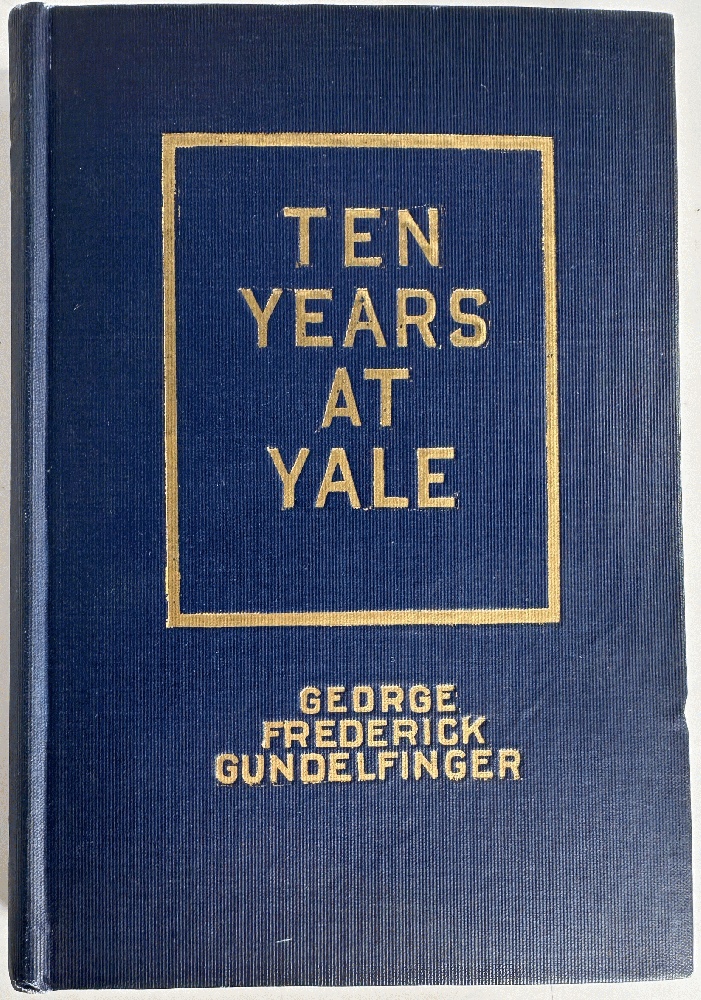 TEN
YEARS
AT
YALE
GEORGE
FREDERICK
GUNDELFINGER